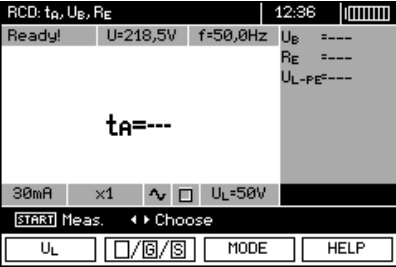 RCD: tA, UB, RE 12:36
Ready! U=218,5V f=50,0Hz
UB =---
RE =---
UL-PE=---
tA=---
30mA x1 UL=50V
START Meas. Choose
UL □/G/S MODE HELP